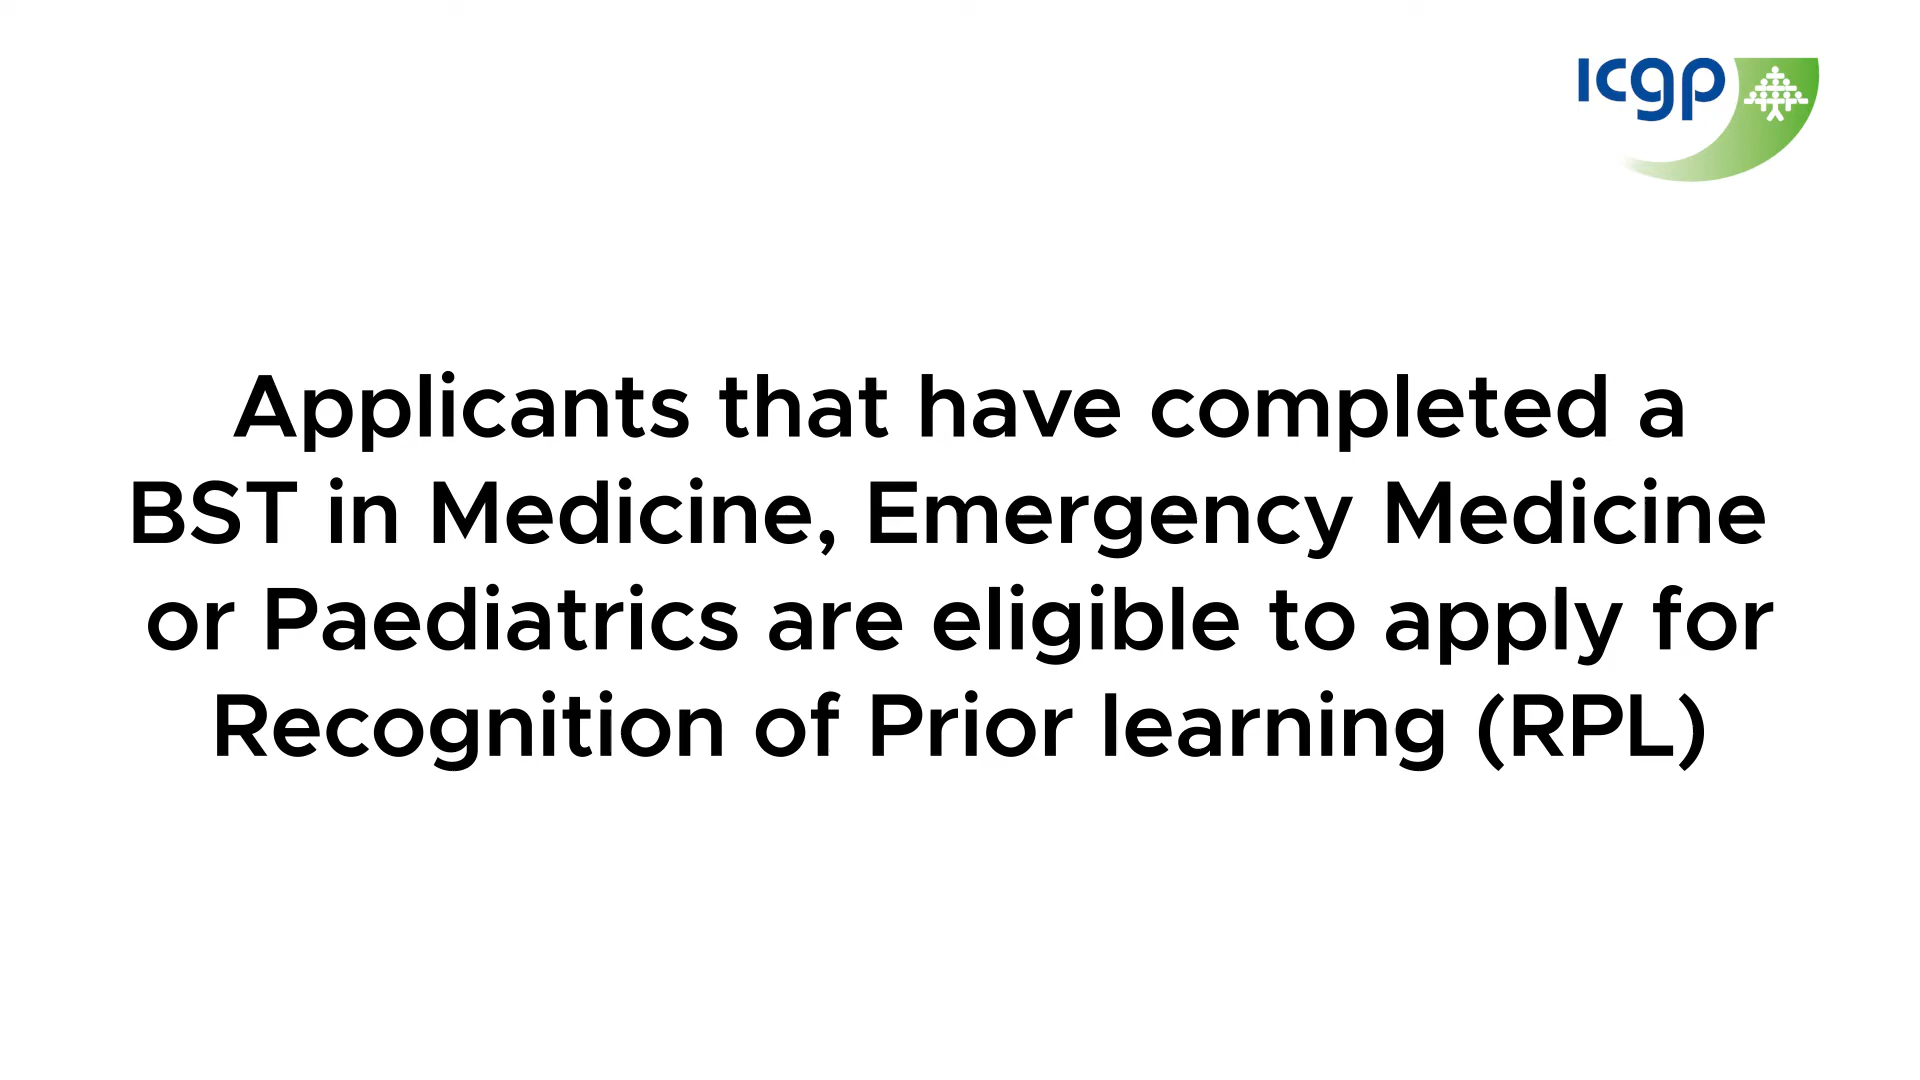 Icgp
Applicants that have completed a
BST in Medicine, Emergency Medicine
or Paediatrics are eligible to apply for
Recognition of Prior learning (RPL)